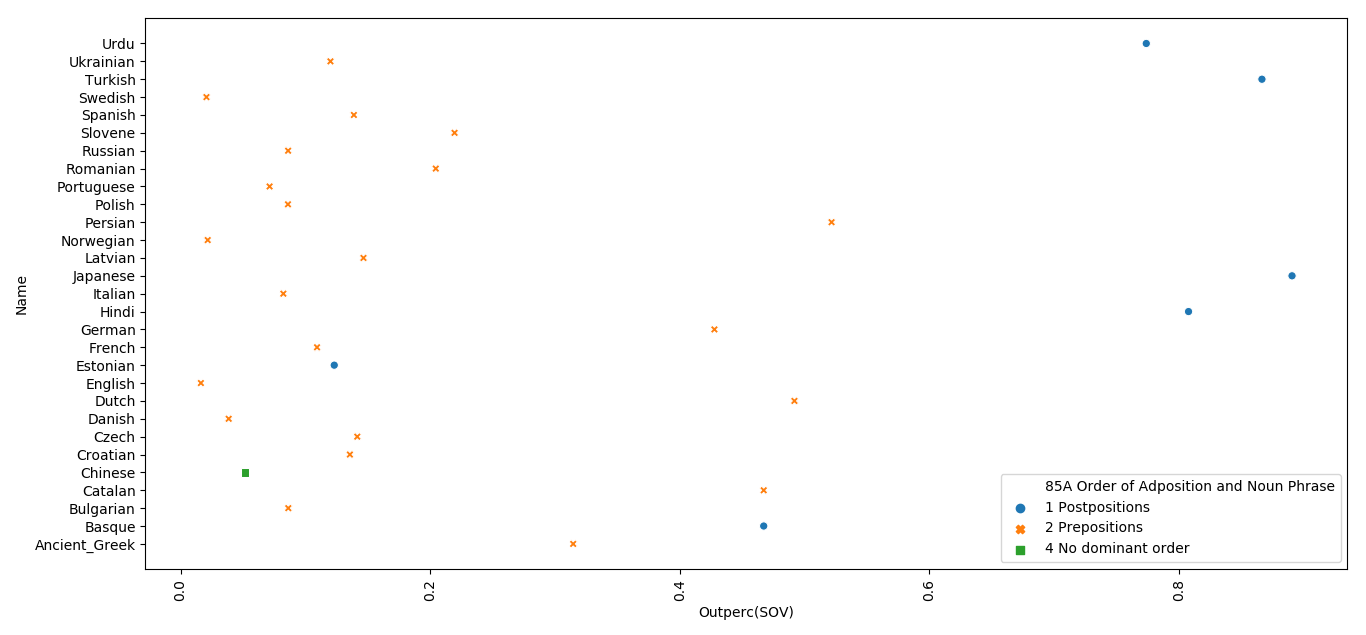 Urdu
Ukrainian
Turkish
Swedish
Spanish
Slovene
Russian
Romanian
Portuguese
Polish
Persian
Norwegian
Latvian
Japanese
Italian
Hindi
German
French
Estonian
English
Dutch
Danish
Czech
Croatian
Chinese
Catalan
Bulgarian
Basque
Ancient_Greek
Name
85A Order of Adposition and Noun Phrase
1 Postpositions
2 Prepositions
4 No dominant order
0.0 0.2 0.4 0.6 0.8
Outperc(SOV)